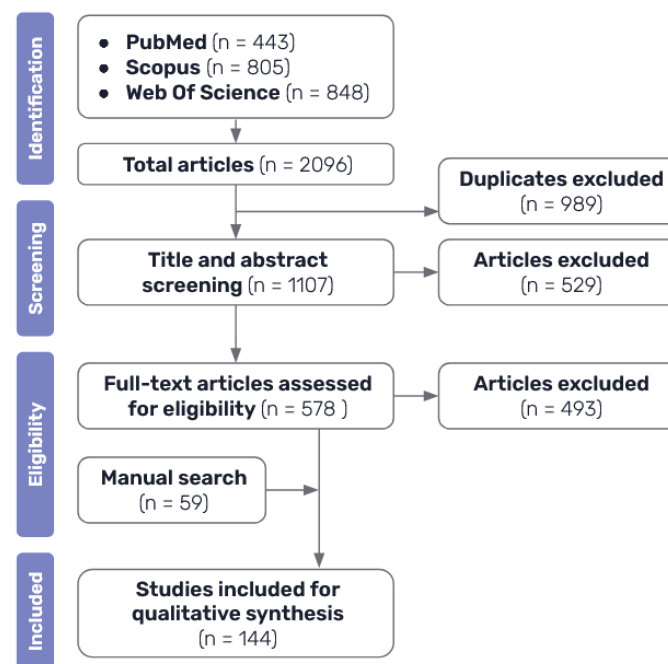 Identification
• PubMed (n = 443)
• Scopus (n = 805)
• Web Of Science (n = 848)
Total articles (n = 2096)
Duplicates excluded
(n = 989)
Screening
Title and abstract
screening (n = 1107)
Articles excluded
(n = 529)
Eligibility
Full-text articles assessed
for eligibility (n = 578 )
Articles excluded
(n = 493)
Manual search
(n = 59)
Included
Studies included for
qualitative synthesis
(n = 144)